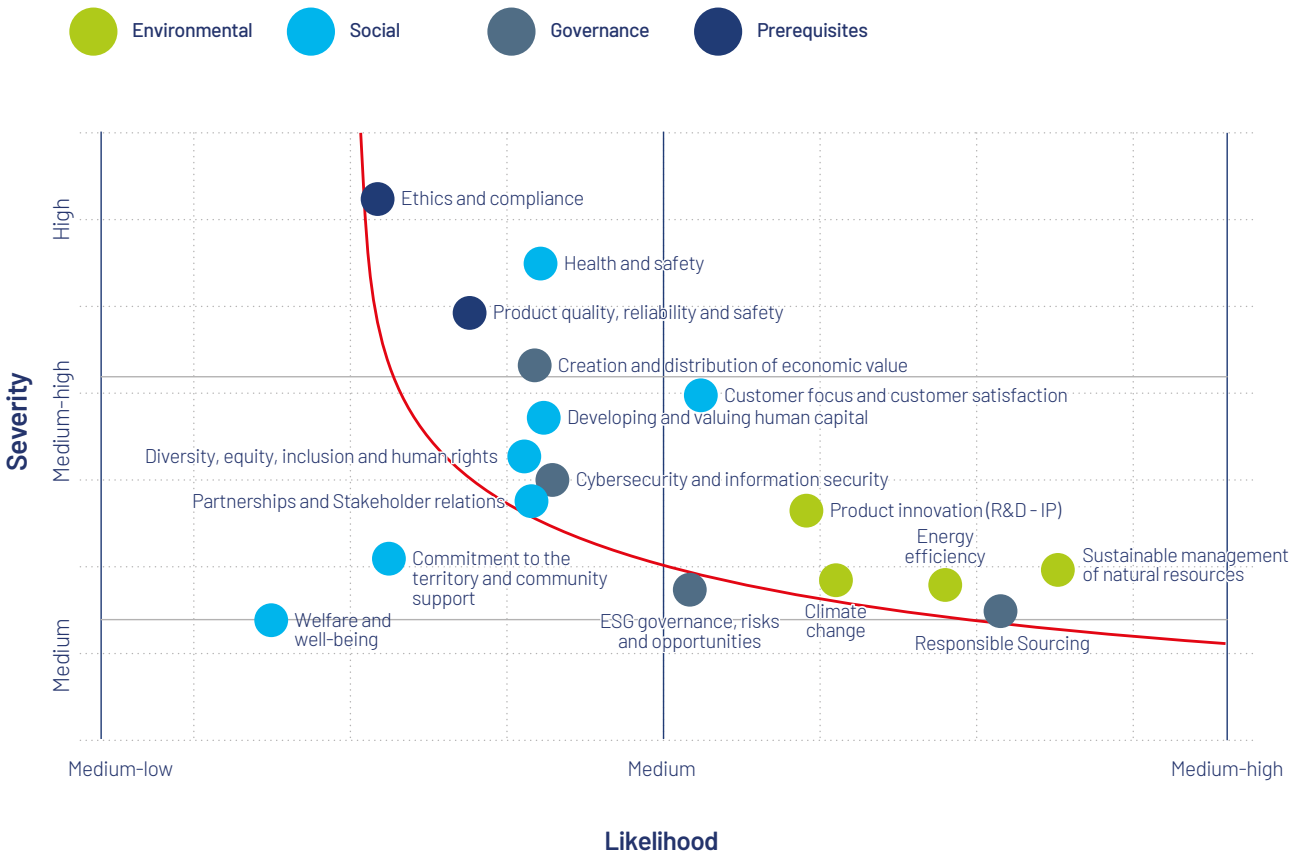 Environmental
Social
Governance
Prerequisites
Ethics and compliance
Health and safety
Product quality, reliability and safety
Creation and distribution of economic value
Customer focus and customer satisfaction
Developing and valuing human capital
Diversity, equity, inclusion and human rights
Cybersecurity and information security
Partnerships and Stakeholder relations
Product innovation (R&D - IP)
Energy
efficiency
Sustainable management
of natural resources
Commitment to the
territory and community
support
Climate
change
ESG governance, risks
and opportunities
Welfare and
well-being
Responsible Sourcing
High
Medium-high
Medium
Severity
Medium-low
Medium
Medium-high
Likelihood